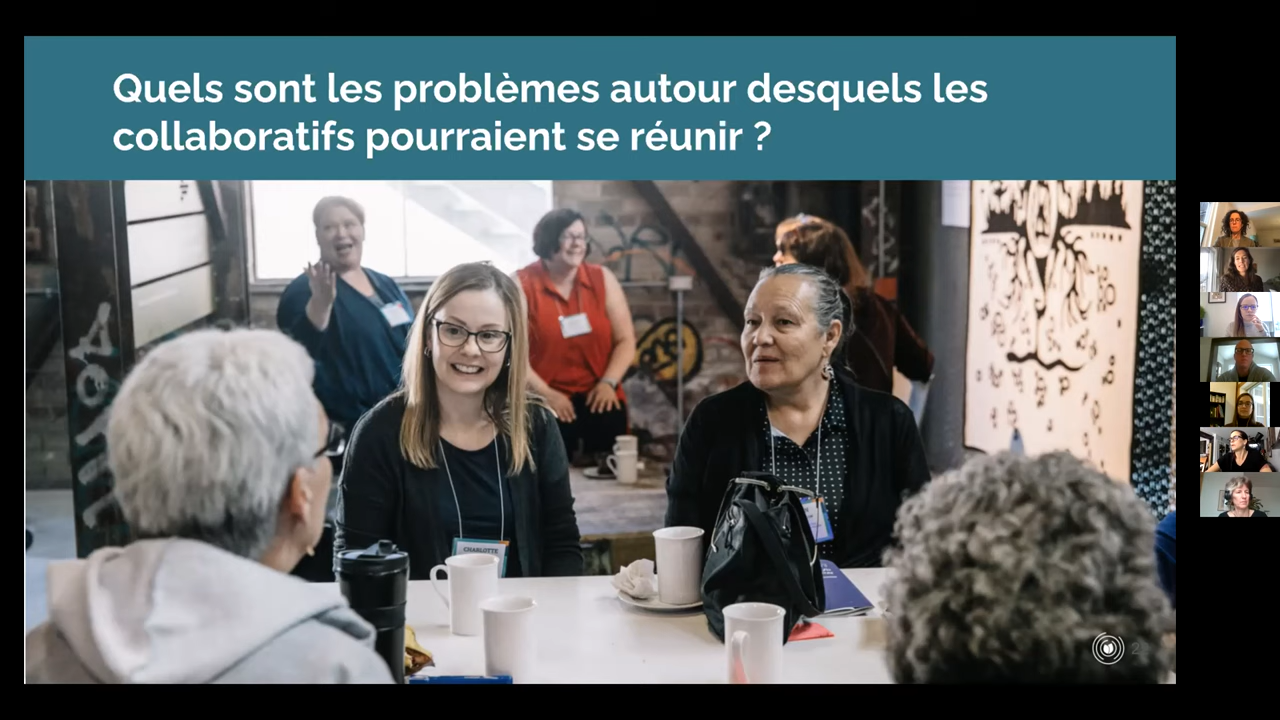 Quels sont les problèmes autour desquels les
collaboratifs pourraient se réunir ?
CHARLOTTE